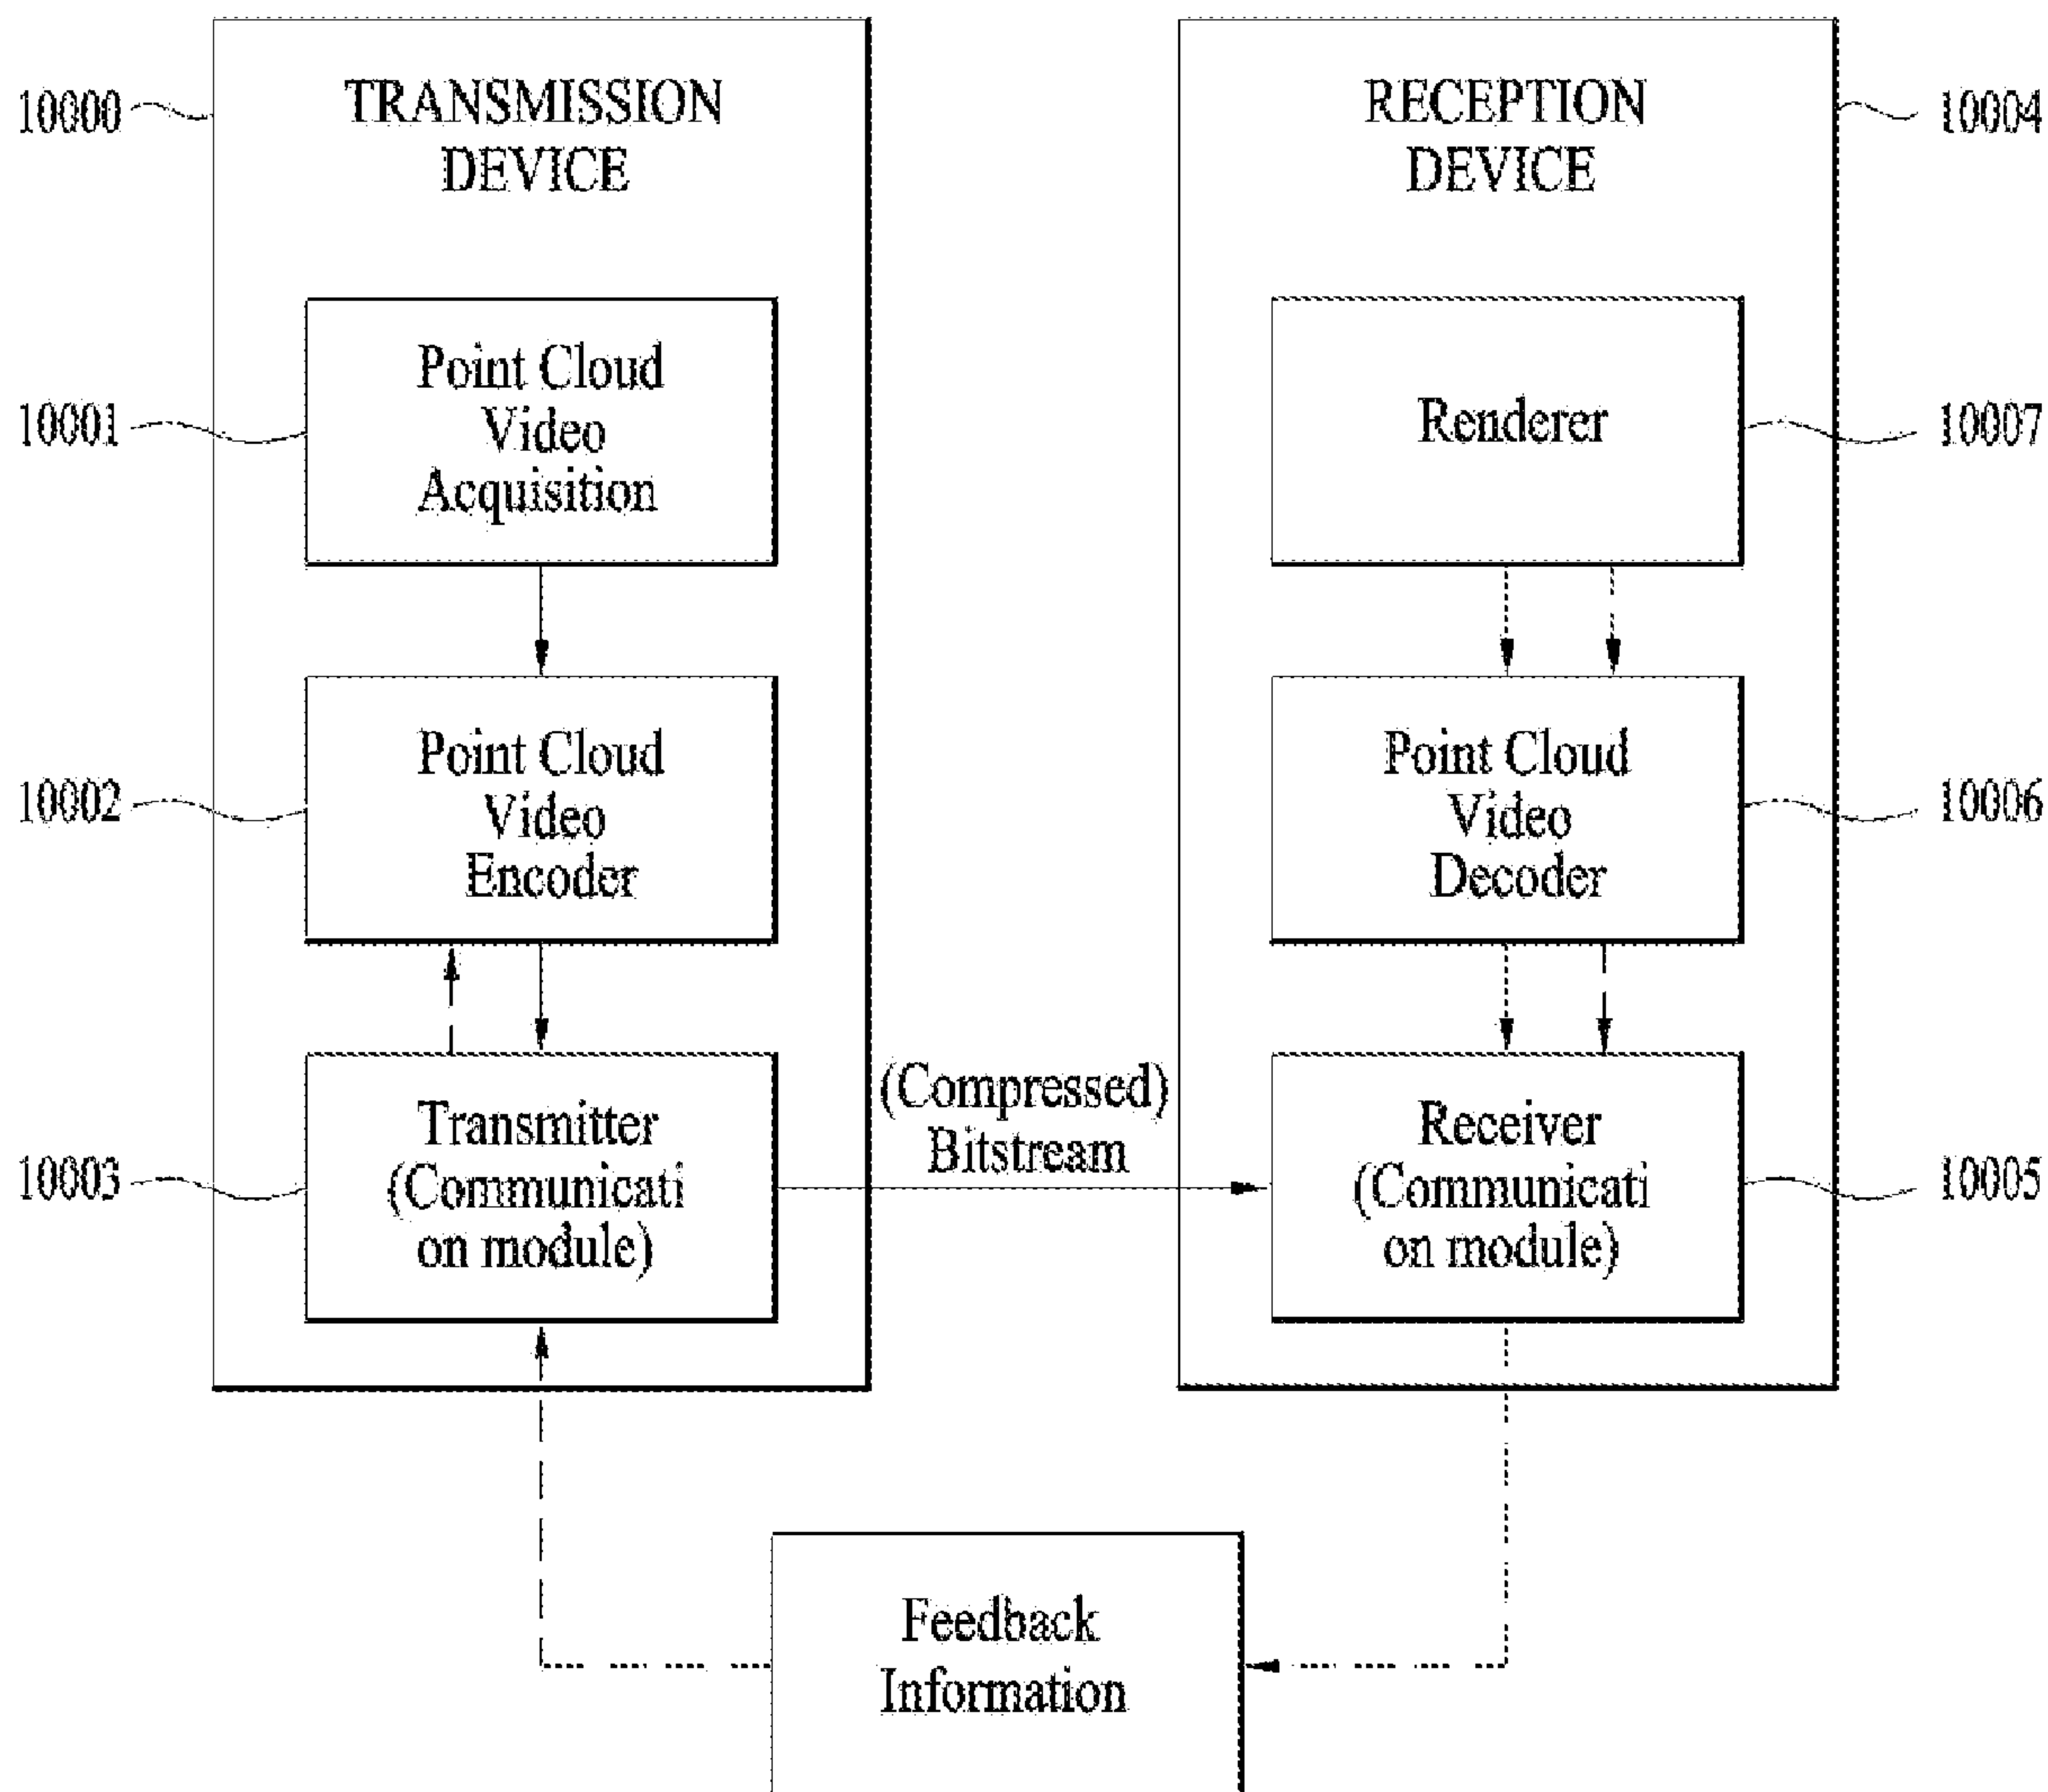 10000
TRANSMISSION
DEVICE
RECEPTION
DEVICE
10004
10001
Point Cloud
Video
Acquisition
Renderer
10007
10002
Point Cloud
Video
Encoder
Point Cloud
Video
Decoder
10006
10003
Transmitter
(Communicati
on module)
(Compressed)
Bitstream
Receiver
(Communicati
on module)
10005
Feedback
Information